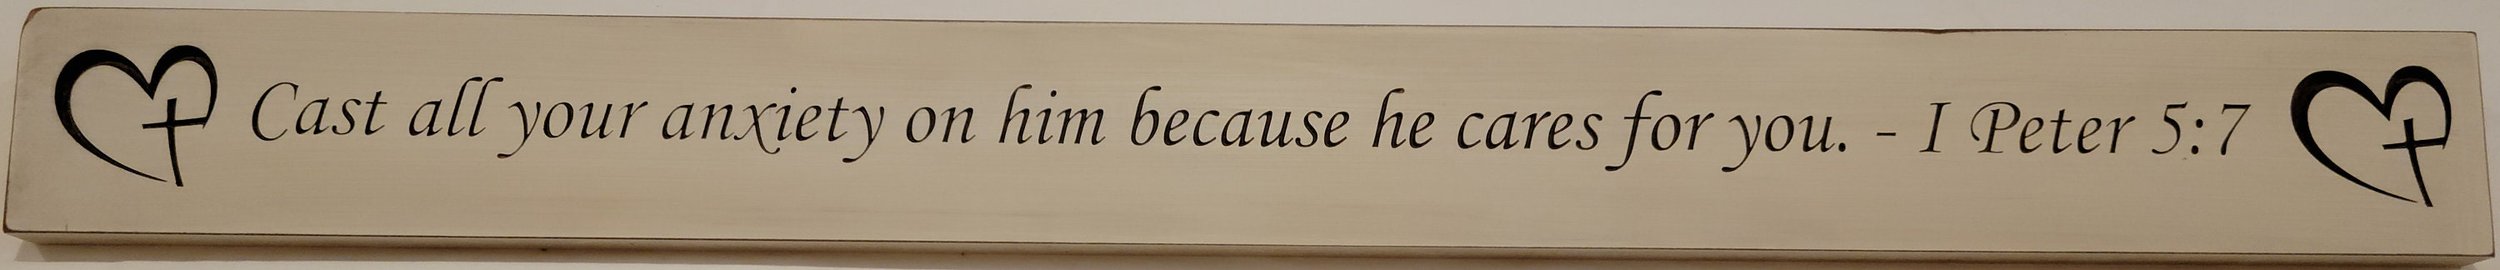 Cast all your anxiety on him because he cares for you. - I Peter 5:7